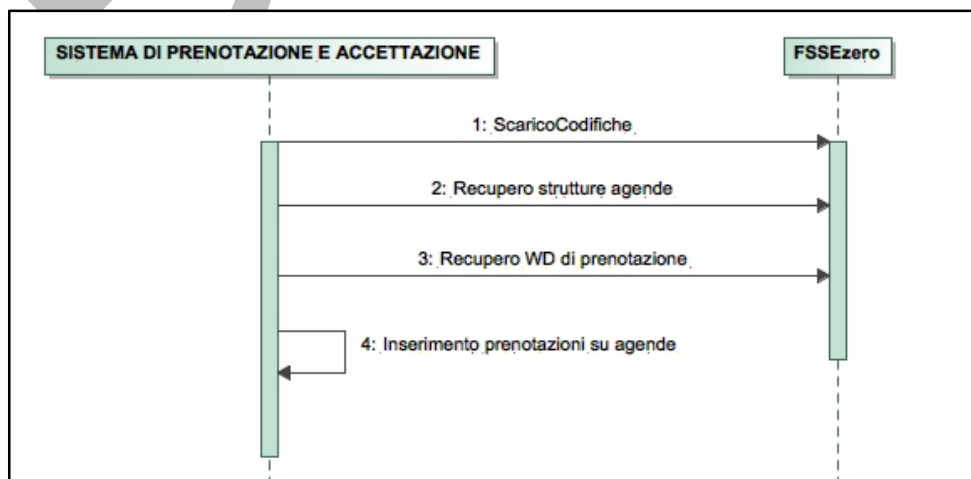 SISTEMA DI PRENOTAZIONE E ACCETTAZIONE
FSSEzero
1: ScaricoCodifiche
2: Recupero strutture agende
3: Recupero WD di prenotazione
4: Inserimento prenotazioni su agende